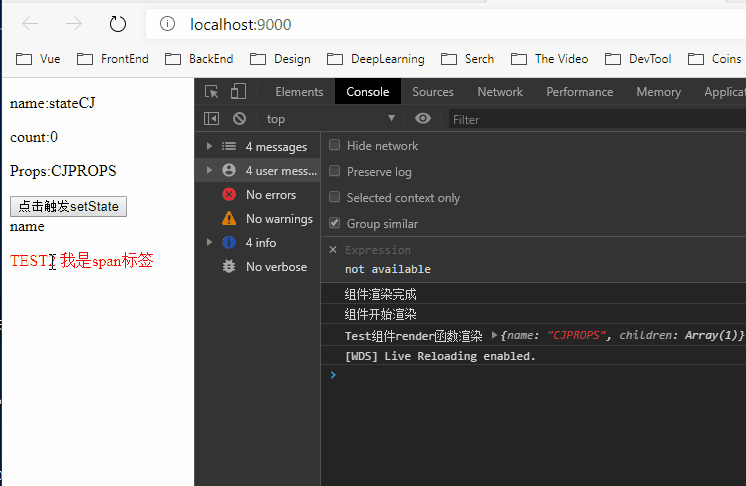 localhost:9000
Vue FrontEnd BackEnd Design DeepLearning Serch The Video DevTool Coins
name:stateCJ
count:0
Props:CJPROPS
点击触发setState
name
TEST: 我是span标签
Elements Console Sources Network Performance Memory Applicat
top Filter
4 messages
4 user mess...
No errors
No warnings
4 info
No verbose
Hide network
Preserve log
Selected context only
Group similar
Expression
not available
组件渲染完成
组件开始渲染
Test组件render函数渲染 {name: "CJPROPS", children: Array(1)}
[WDS] Live Reloading enabled.